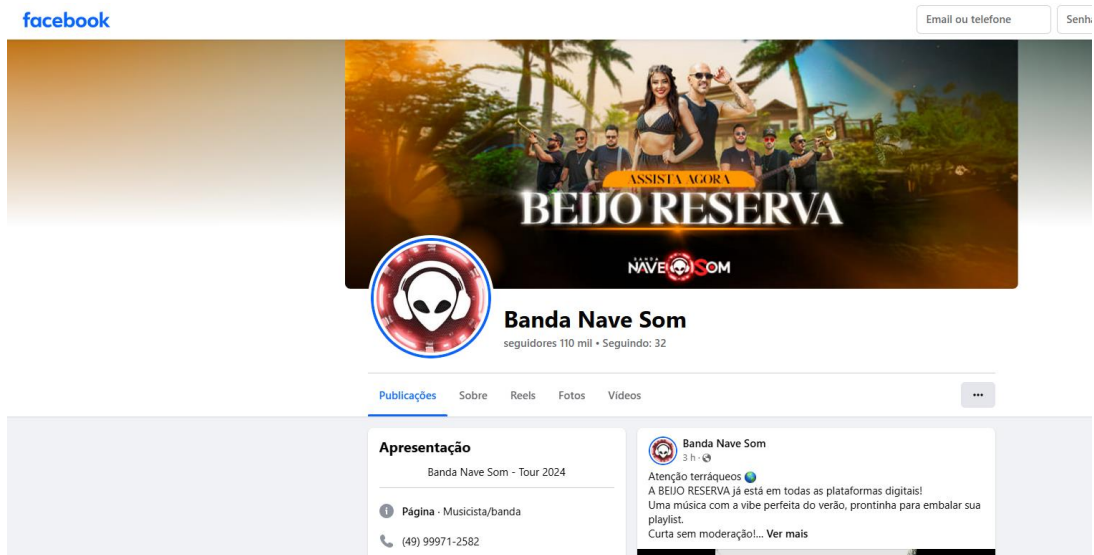 facebook
Email ou telefone
Senha
ASSISTA AGORA
BEIJO RESERVA
BANDA
NAVE SOM
Banda Nave Som
seguidores 110 mil • Seguindo: 32
Publicações Sobre Reels Fotos Vídeos
Apresentação
Banda Nave Som - Tour 2024
Página · Musicista/banda
(49) 99971-2582
Banda Nave Som
3 h ·
Atenção terráqueos 🌎
A BEIJO RESERVA já está em todas as plataformas digitais!
Uma música com a vibe perfeita do verão, prontinha para embalar sua
playlist.
Curta sem moderação!... Ver mais